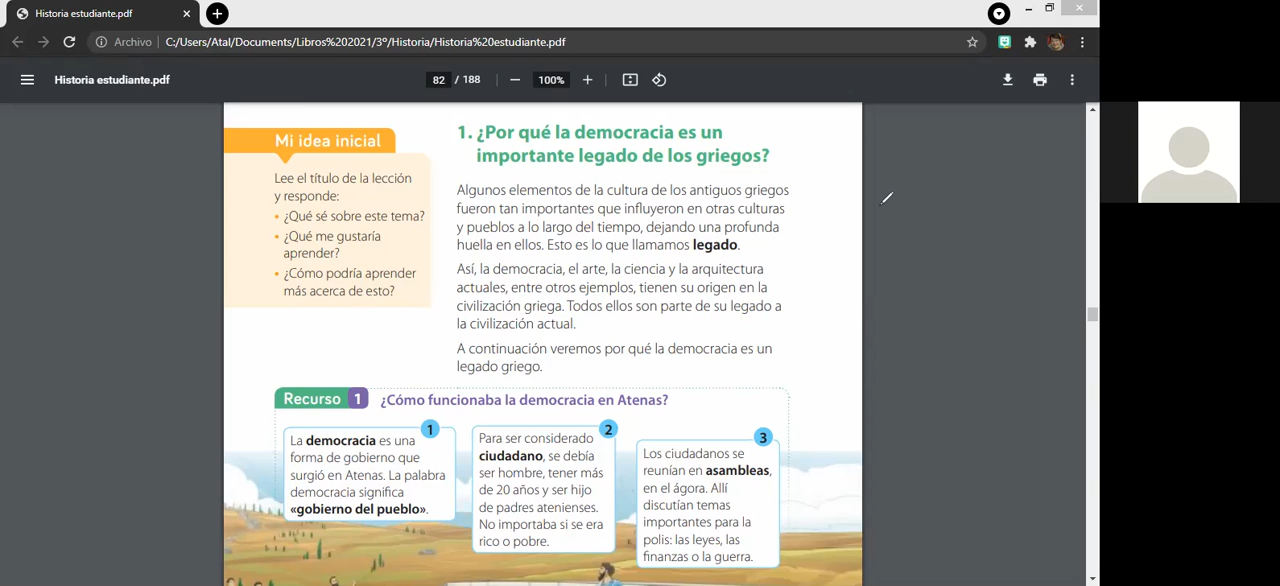 Historia estudiante.pdf
Archivo | C:/Users/Atal/Documents/Libros%202021/3º/Historia/Historia%20estudiante.pdf
Historia estudiante.pdf
82 / 188
100%
Mi idea inicial
Lee el título de la lección
y responde:
• ¿Qué sé sobre este tema?
• ¿Qué me gustaría
aprender?
• ¿Cómo podría aprender
más acerca de esto?
1. ¿Por qué la democracia es un
importante legado de los griegos?
Algunos elementos de la cultura de los antiguos griegos
fueron tan importantes que influyeron en otras culturas
y pueblos a lo largo del tiempo, dejando una profunda
huella en ellos. Esto es lo que llamamos legado.
Así, la democracia, el arte, la ciencia y la arquitectura
actuales, entre otros ejemplos, tienen su origen en la
civilización griega. Todos ellos son parte de su legado a
la civilización actual.
A continuación veremos por qué la democracia es un
legado griego.
Recurso 1 ¿Cómo funcionaba la democracia en Atenas?
1
La democracia es una
forma de gobierno que
surgió en Atenas. La palabra
democracia significa
«gobierno del pueblo».
2
Para ser considerado
ciudadano, se debía
ser hombre, tener más
de 20 años y ser hijo
de padres atenienses.
No importaba si se era
rico o pobre.
3
Los ciudadanos se
reunían en asambleas,
en el ágora. Allí
discutían temas
importantes para la
polis: las leyes, las
finanzas o la guerra.